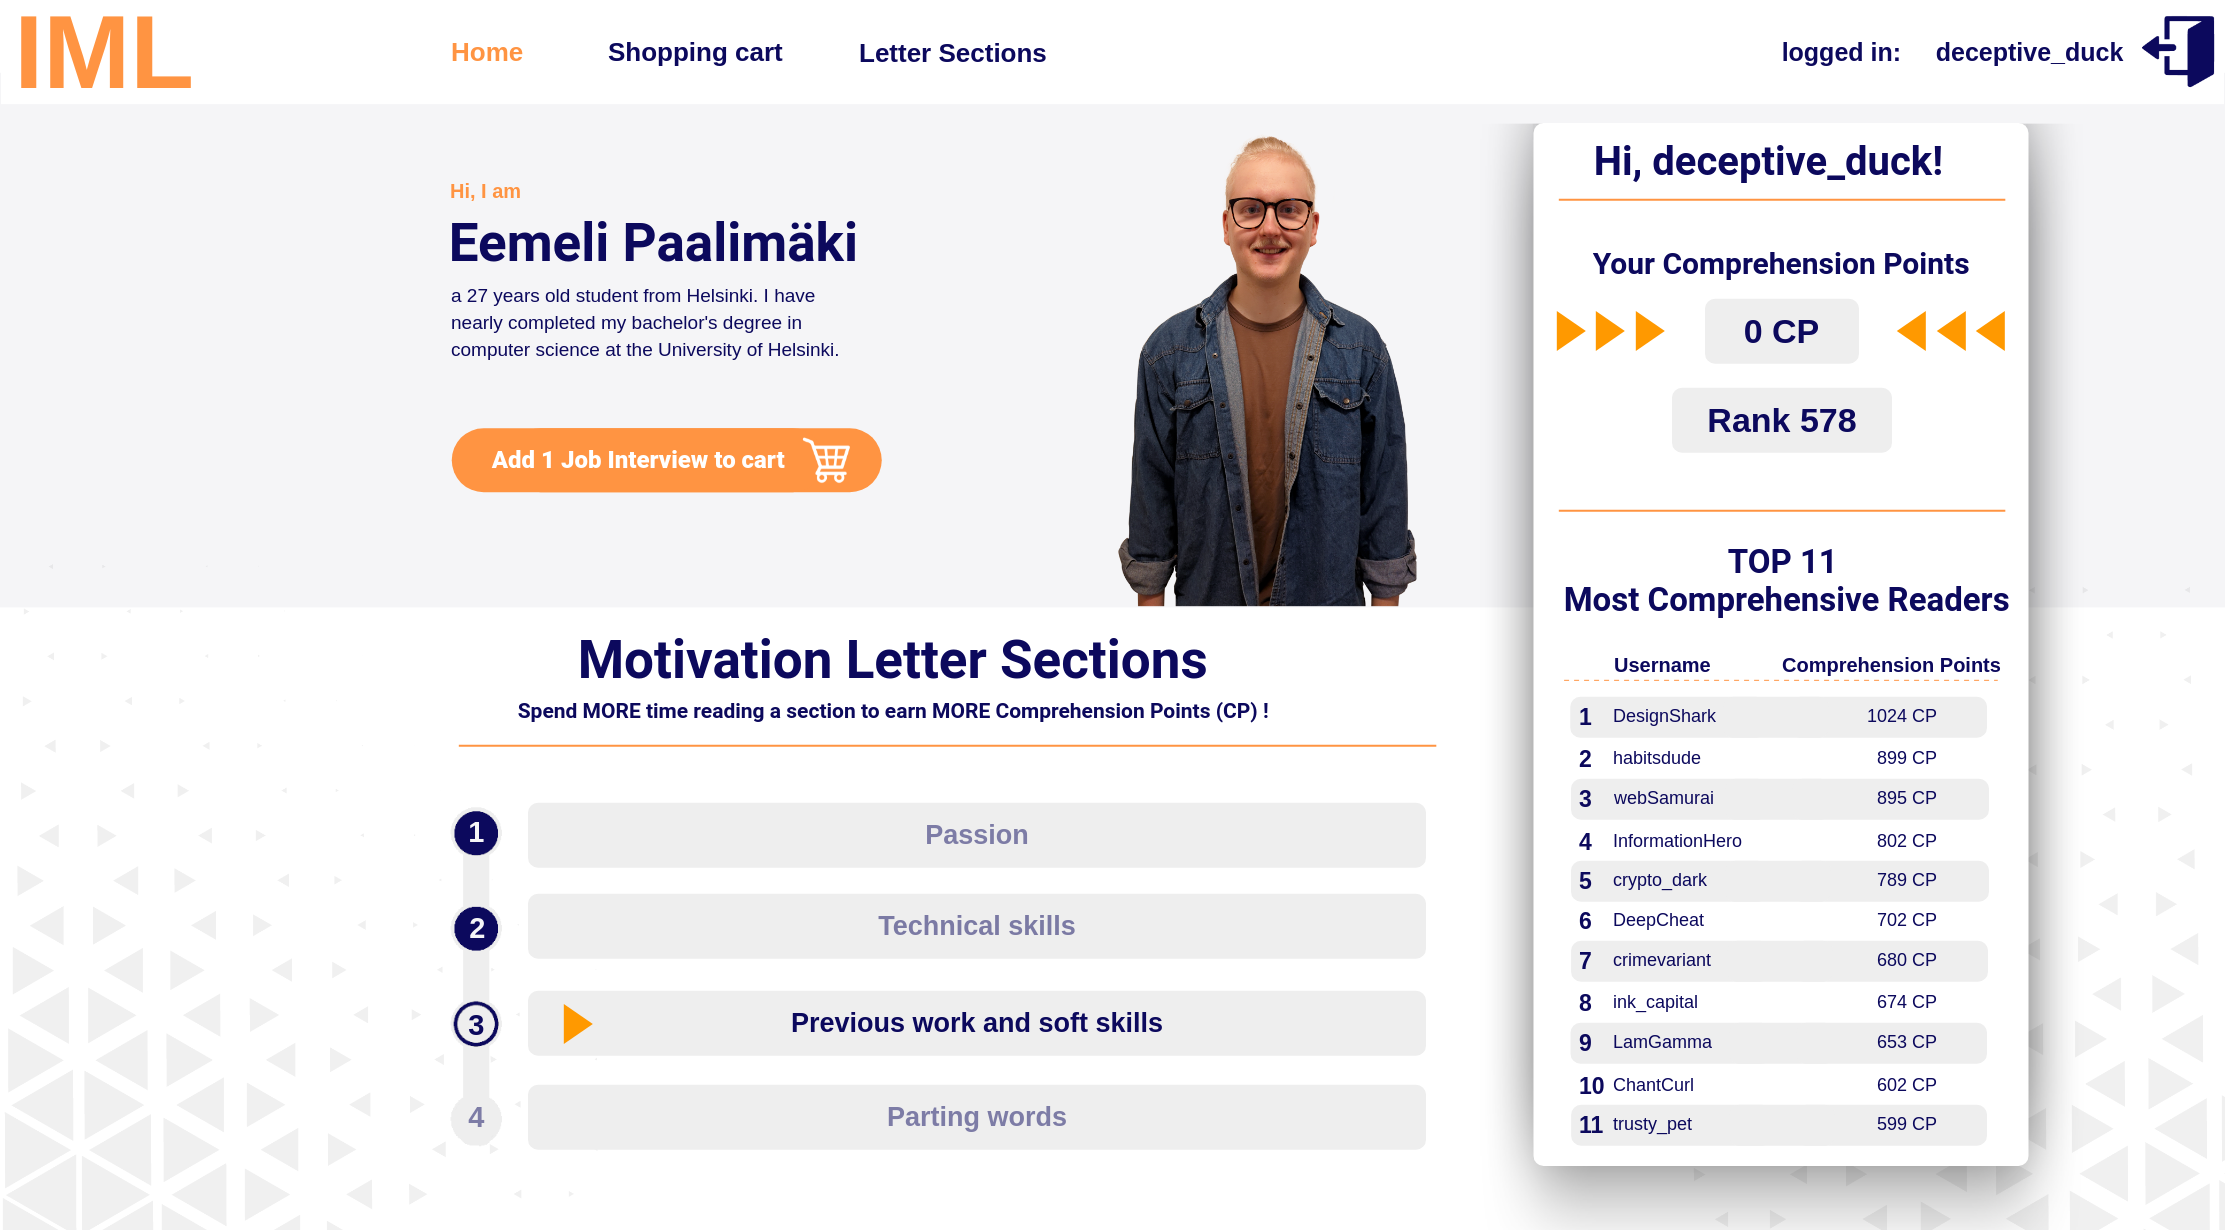 IML
Home
Shopping cart
Letter Sections
logged in:
deceptive_duck
Hi, I am
Eemeli Paalimäki
a 27 years old student from Helsinki. I have
nearly completed my bachelor's degree in
computer science at the University of Helsinki.
Add 1 Job Interview to cart
Motivation Letter Sections
Spend MORE time reading a section to earn MORE Comprehension Points (CP) !
1 Passion
2 Technical skills
3 Previous work and soft skills
4 Parting words
Hi, deceptive_duck!
Your Comprehension Points
0 CP
Rank 578
TOP 11
Most Comprehensive Readers
Username Comprehension Points
1 DesignShark 1024 CP
2 habitsdude 899 CP
3 webSamurai 895 CP
4 InformationHero 802 CP
5 crypto_dark 789 CP
6 DeepCheat 702 CP
7 crimevariant 680 CP
8 ink_capital 674 CP
9 LamGamma 653 CP
10 ChantCurl 602 CP
11 trusty_pet 599 CP